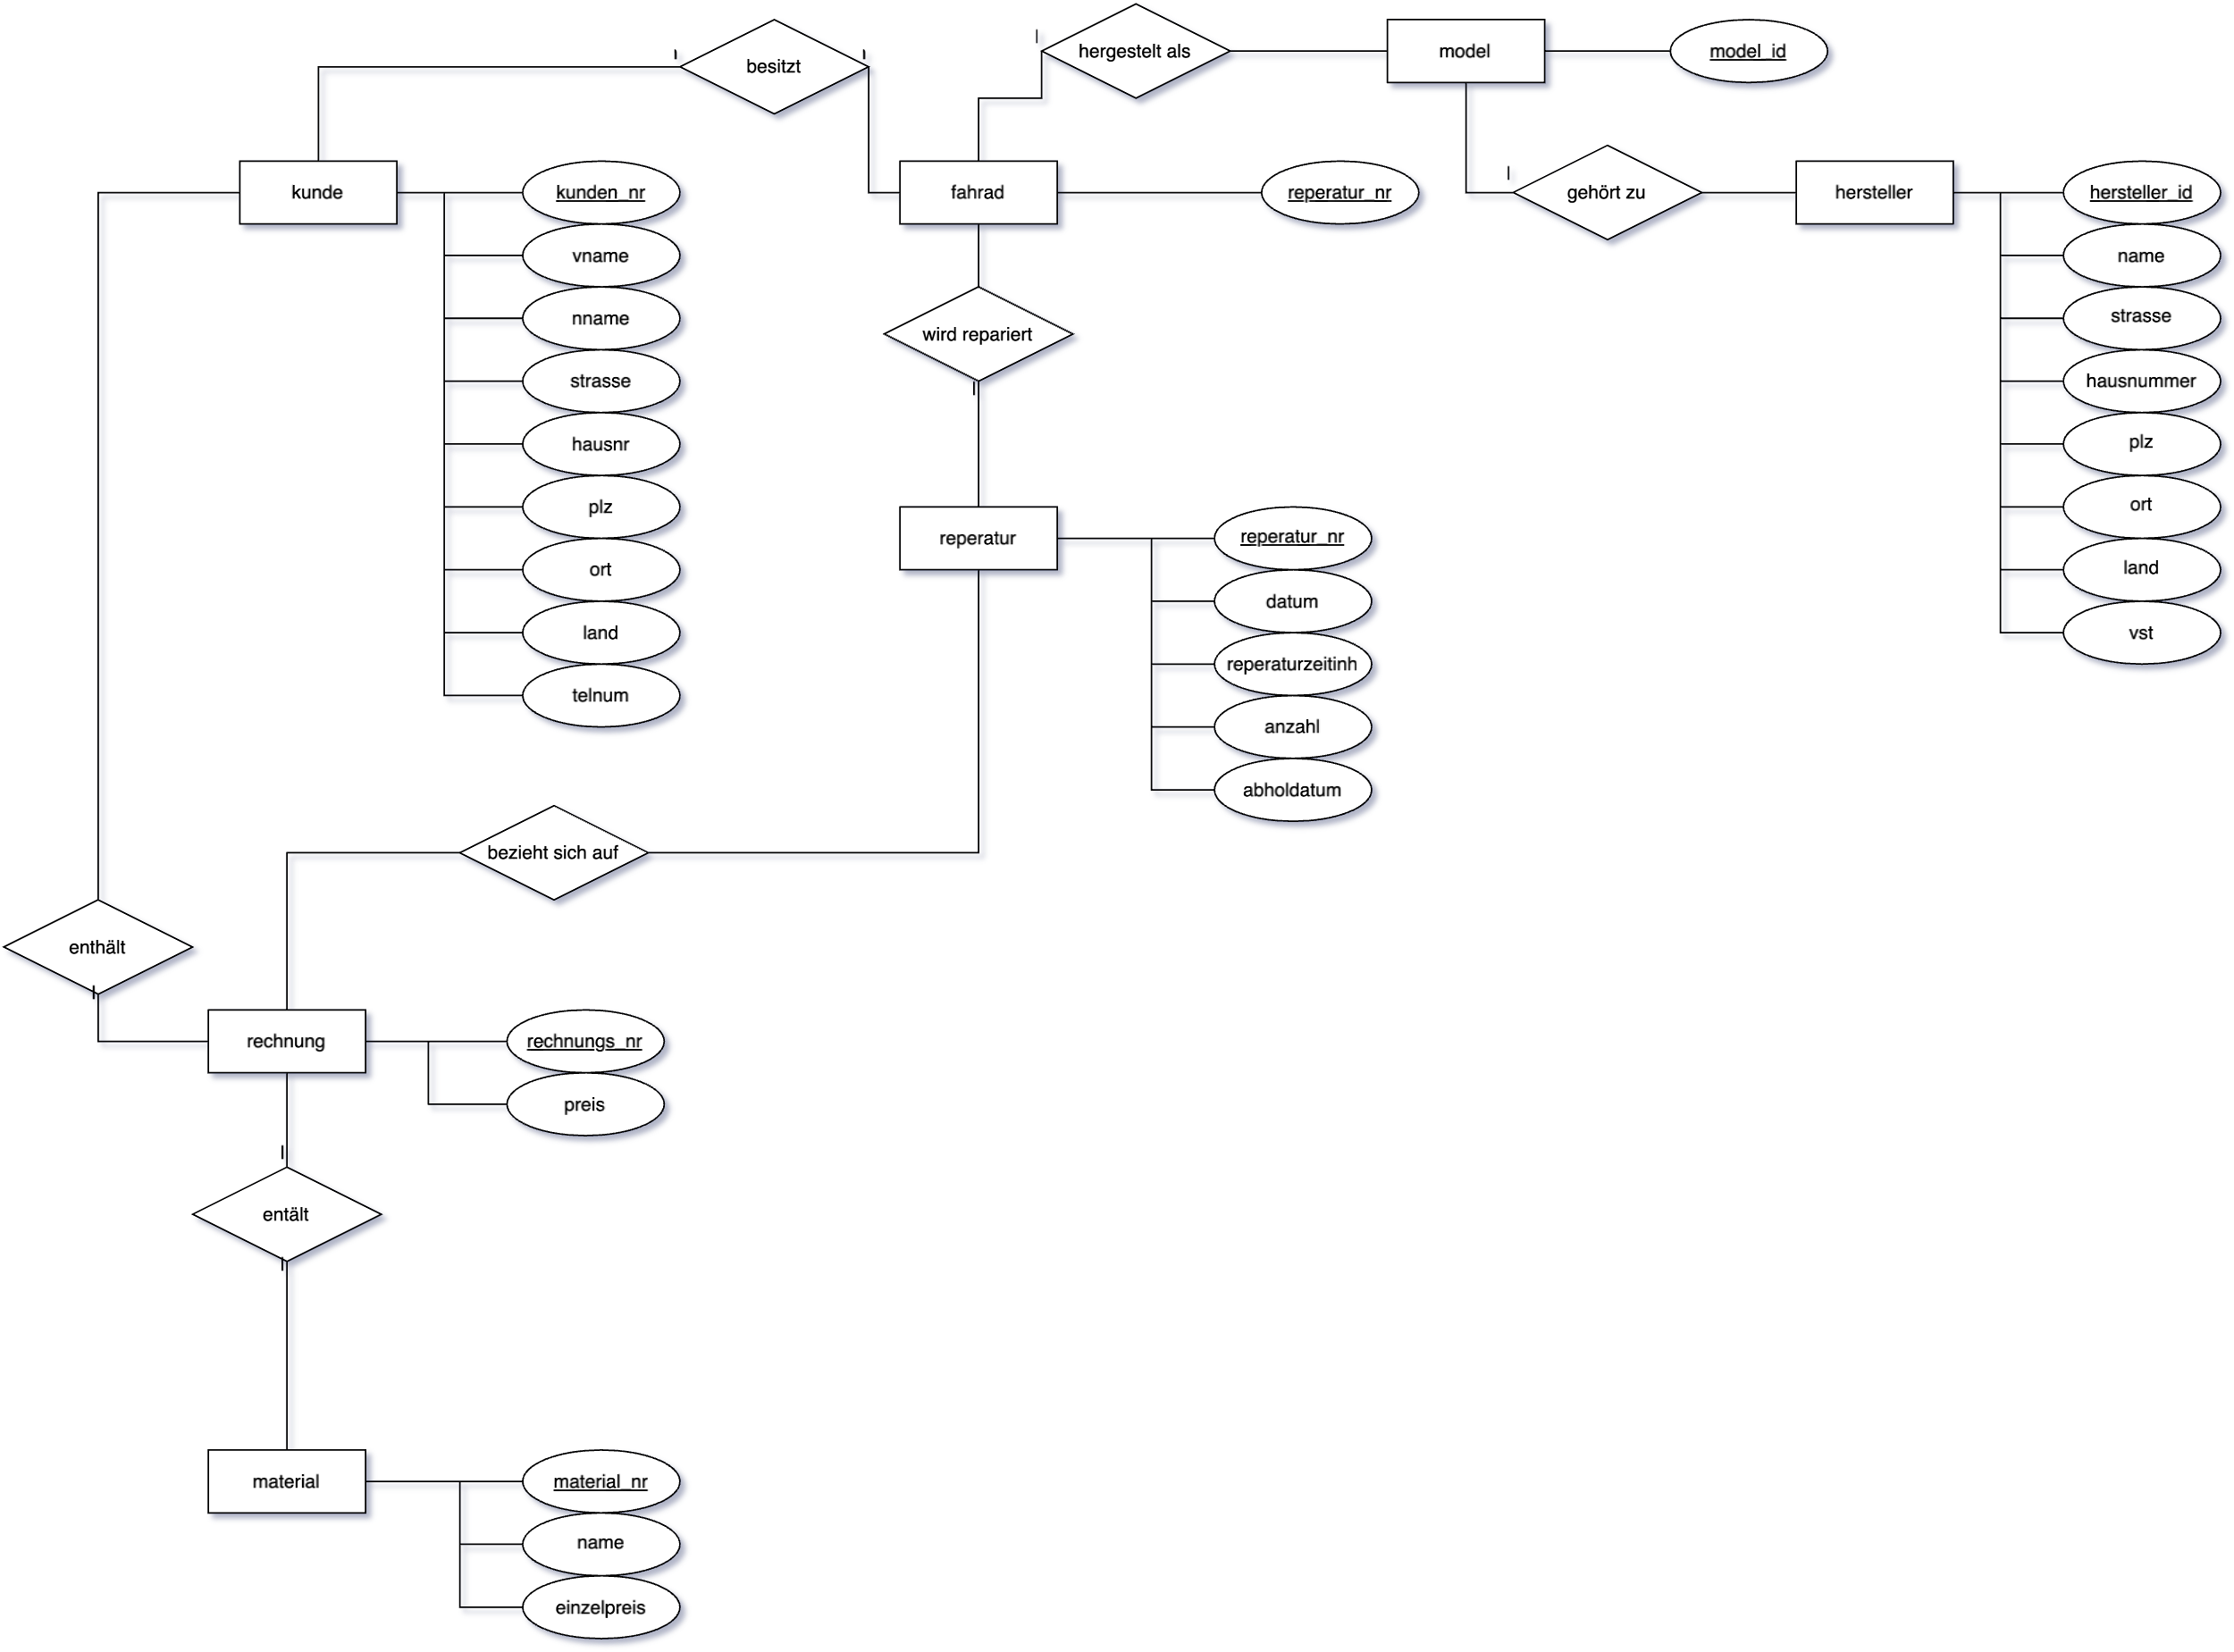 besitzt
hergestelt als
model
model_id
kunde
kunden_nr
vname
nname
strasse
hausnr
plz
ort
land
telnum
fahrad
reperatur_nr
gehört zu
hersteller
hersteller_id
name
strasse
hausnummer
plz
ort
land
vst
wird repariert
reperatur
reperatur_nr
datum
reperaturzeitinh
anzahl
abholdatum
bezieht sich auf
enthält
rechnung
rechnungs_nr
preis
entält
material
material_nr
name
einzelpreis